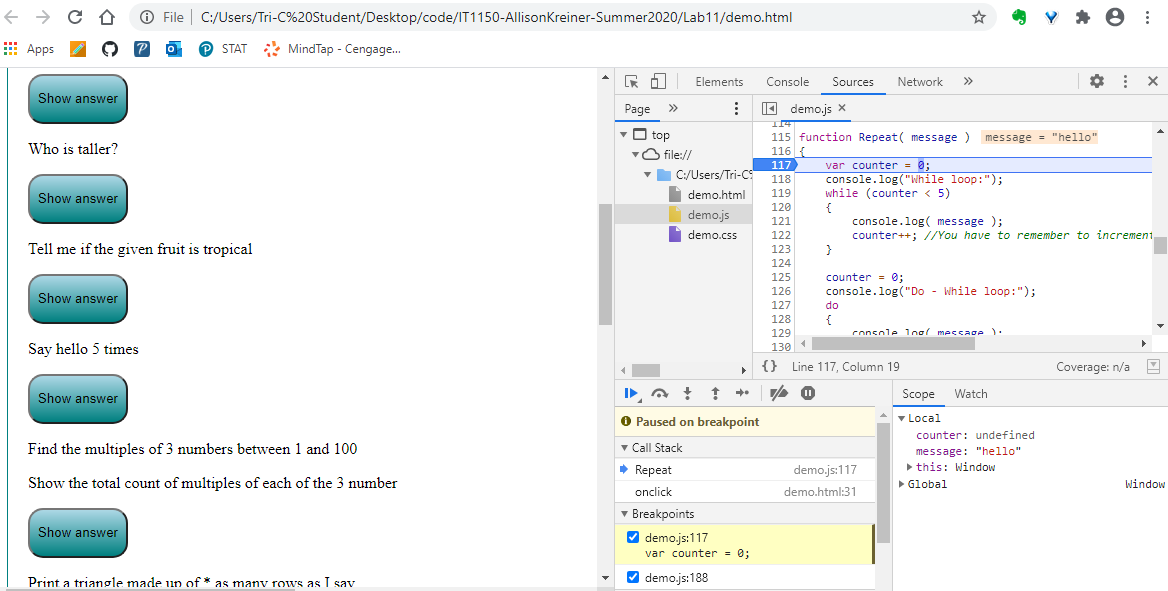 File C:/Users/Tri-C%20Student/Desktop/code/IT1150-AllisonKreiner-Summer2020/Lab11/demo.html
Apps STAT MindTap - Cengage...
Show answer
Who is taller?
Show answer
Tell me if the given fruit is tropical
Show answer
Say hello 5 times
Show answer
Find the multiples of 3 numbers between 1 and 100
Show the total count of multiples of each of the 3 number
Show answer
Print a triangle made up of * as many rows as I say
Elements Console Sources Network »
Page »
top
file://
C:/Users/Tri-C%
demo.html
demo.js
demo.css
demo.js ×
114
115 function Repeat( message ) message = "hello"
116 {
117 var counter = 0;
118 console.log("While loop:");
119 while (counter < 5)
120 {
121 console.log( message );
122 counter++; //You have to remember to increment
123 }
124
125 counter = 0;
126 console.log("Do - While loop:");
127 do
128 {
129 console.log( message );
130
{} Line 117, Column 19 Coverage: n/a
Paused on breakpoint
Call Stack
Repeat demo.js:117
onclick demo.html:31
Breakpoints
demo.js:117
var counter = 0;
demo.js:188
Scope Watch
Local
counter: undefined
message: "hello"
this: Window
Global Window